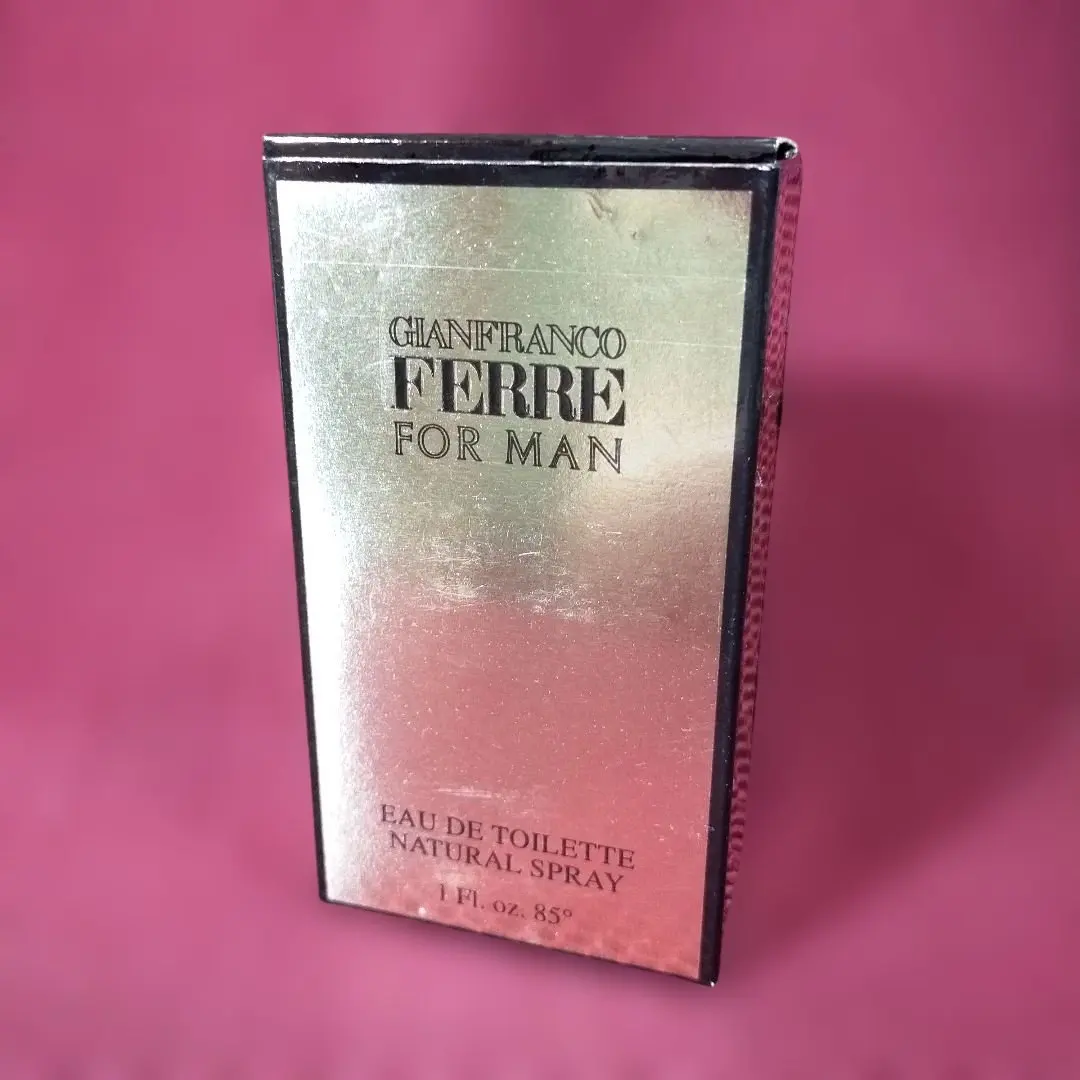 GIANFRANCO
FERRE
FOR MAN
EAU DE TOILETTE
NATURAL SPRAY
1 Fl. oz. 85°